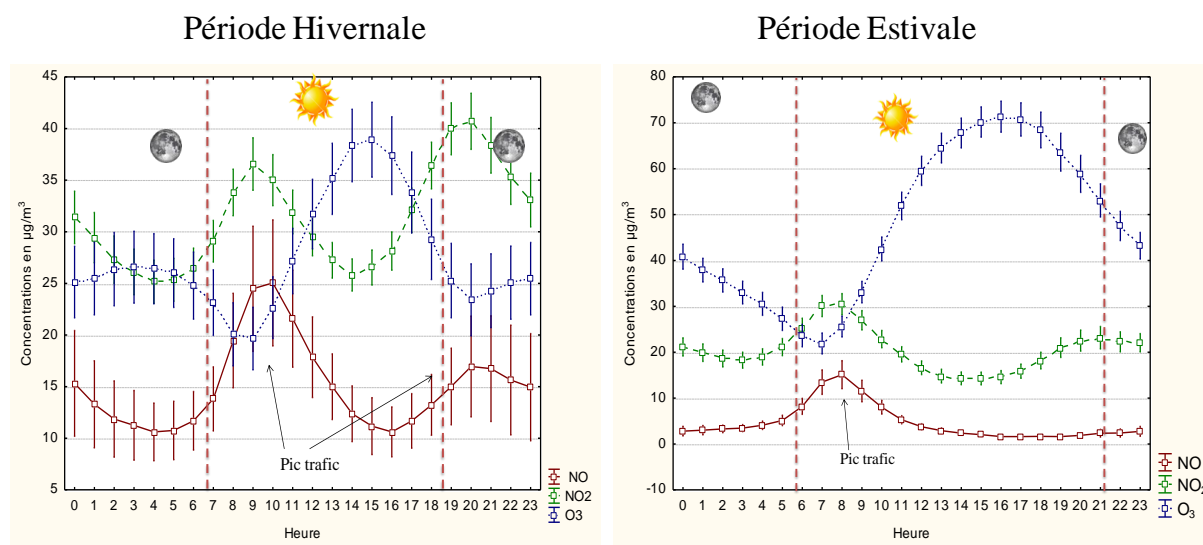 Période Hivernale
Période Estivale
Concentrations en µg/m³
45
40
35
30
25
20
15
10
5
0 1 2 3 4 5 6 7 8 9 10 11 12 13 14 15 16 17 18 19 20 21 22 23
Heure
Pic trafic
NO
NO2
O3
Concentrations en µg/m³
80
70
60
50
40
30
20
10
0
-10
0 1 2 3 4 5 6 7 8 9 10 11 12 13 14 15 16 17 18 19 20 21 22 23
Heure
Pic trafic
NO
NO
O₃